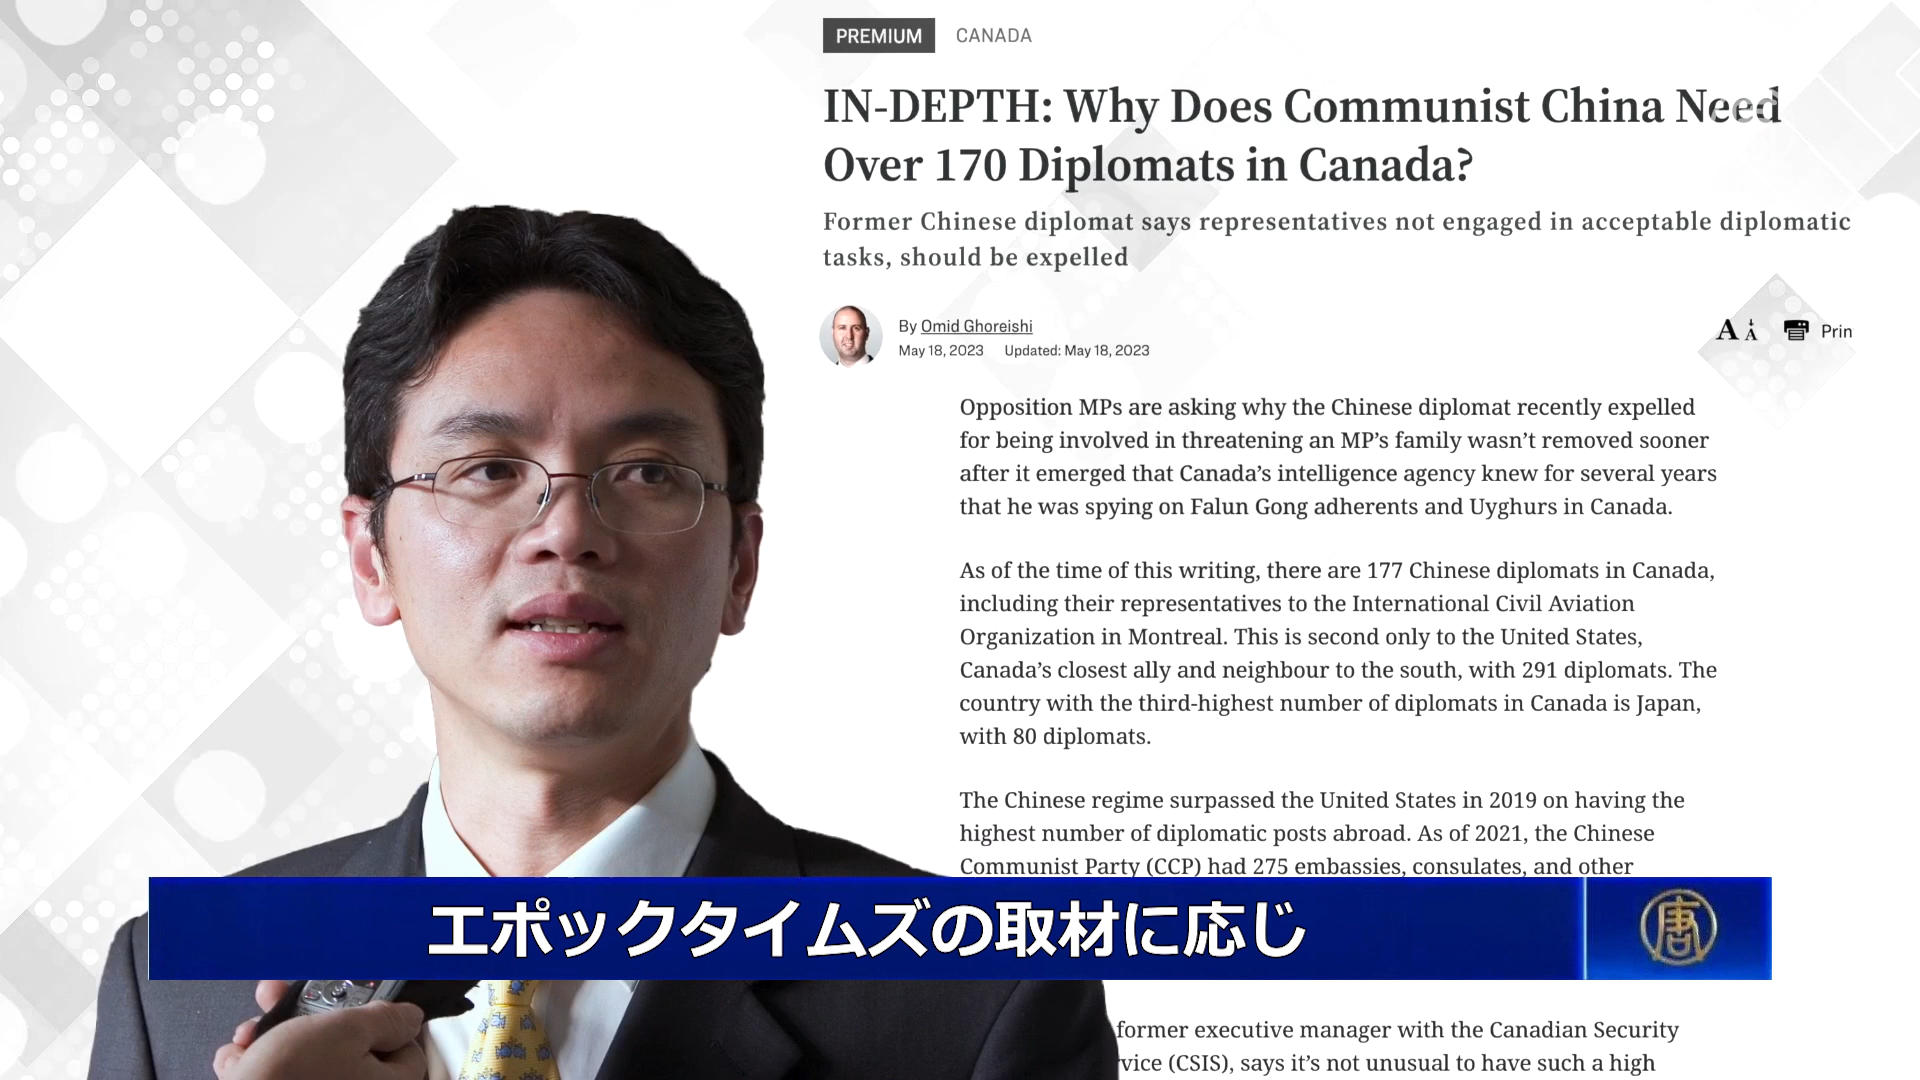 PREMIUM CANADA
IN-DEPTH: Why Does Communist China Need
Over 170 Diplomats in Canada?
Former Chinese diplomat says representatives not engaged in acceptable diplomatic
tasks, should be expelled
By Omid Ghoreishi
May 18, 2023 Updated: May 18, 2023
A A Prin
Opposition MPs are asking why the Chinese diplomat recently expelled
for being involved in threatening an MP’s family wasn’t removed sooner
after it emerged that Canada’s intelligence agency knew for several years
that he was spying on Falun Gong adherents and Uyghurs in Canada.
As of the time of this writing, there are 177 Chinese diplomats in Canada,
including their representatives to the International Civil Aviation
Organization in Montreal. This is second only to the United States,
Canada’s closest ally and neighbour to the south, with 291 diplomats. The
country with the third-highest number of diplomats in Canada is Japan,
with 80 diplomats.
The Chinese regime surpassed the United States in 2019 on having the
highest number of diplomatic posts abroad. As of 2021, the Chinese
Communist Party (CCP) had 275 embassies, consulates, and other
エポックタイムズの取材に応じ
唐
former executive manager with the Canadian Security
vice (CSIS), says it’s not unusual to have such a high